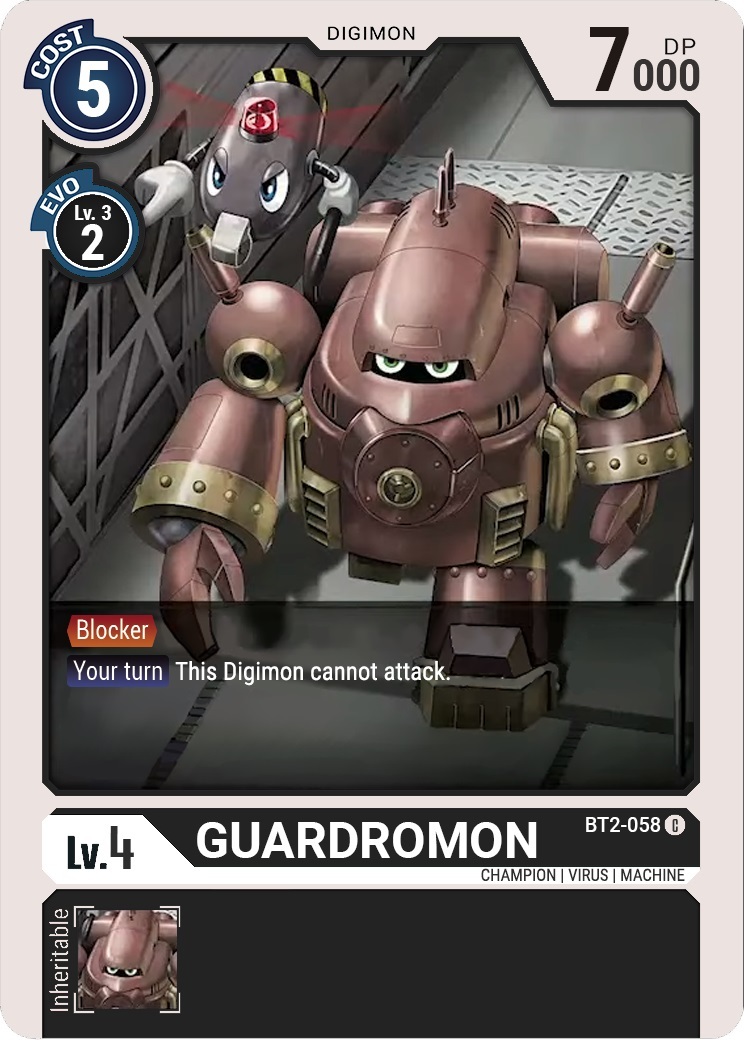 DIGIMON
COST
5
DP
7000
EVO
Lv. 3
2
Blocker
Your turn This Digimon cannot attack.
Lv.4
GUARDROMON
BT2-058 C
CHAMPION | VIRUS | MACHINE
Inheritable